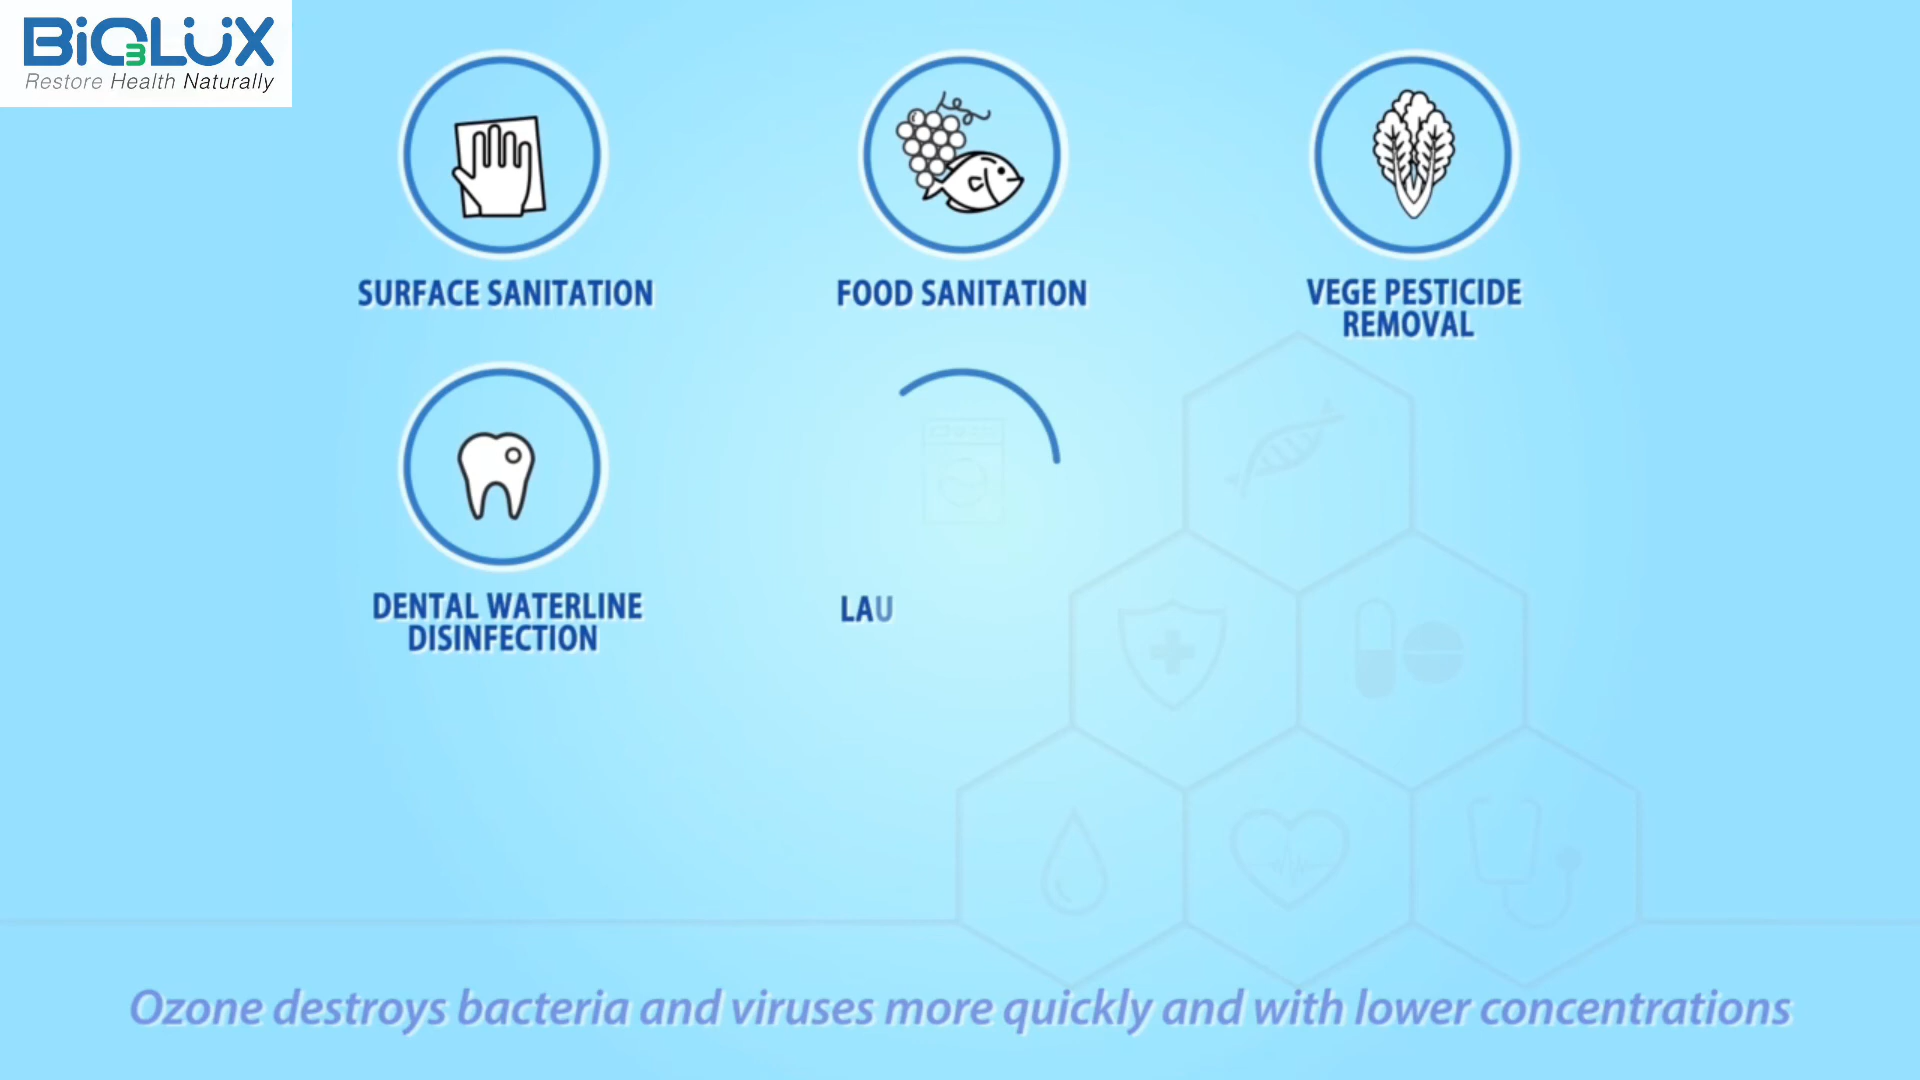 BiO3LUX
Restore Health Naturally
SURFACE SANITATION
FOOD SANITATION
VEGE PESTICIDE
REMOVAL
DENTAL WATERLINE
DISINFECTION
LAU
Ozone destroys bacteria and viruses more quickly and with lower concentrations